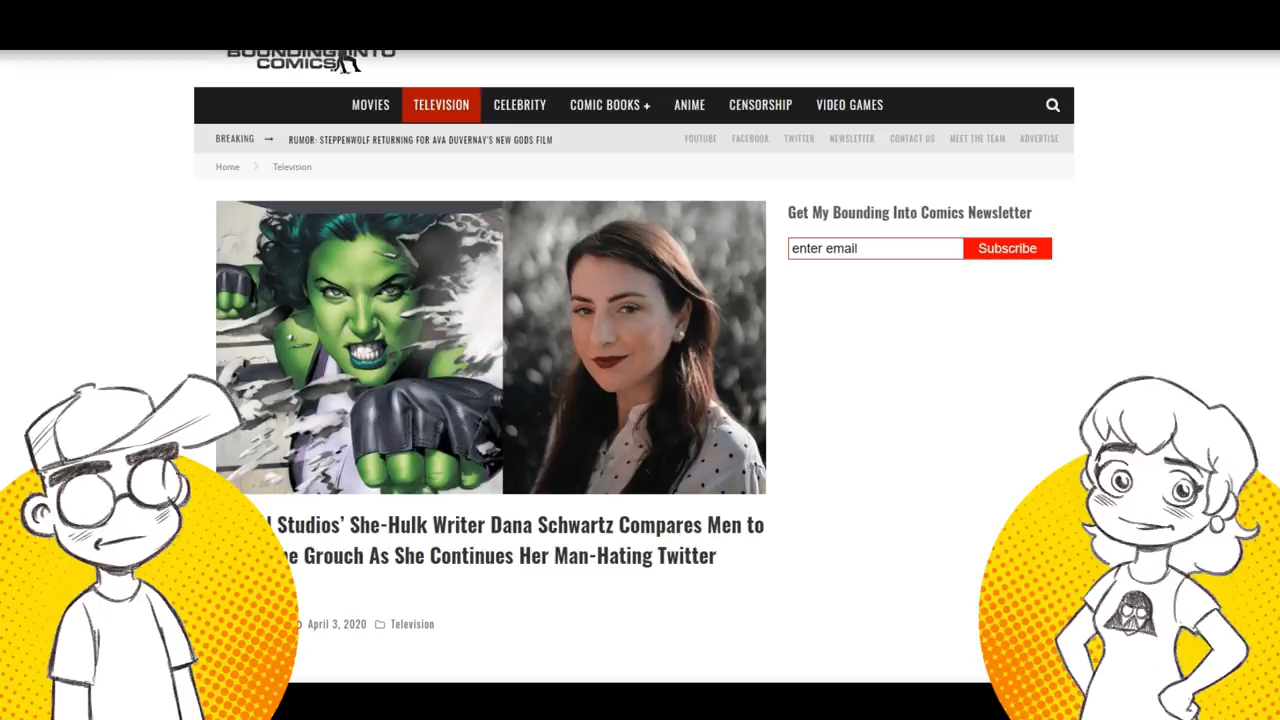 BOUNDING INTO
COMICS
MOVIES TELEVISION CELEBRITY COMIC BOOKS + ANIME CENSORSHIP VIDEO GAMES
BREAKING → RUMOR: STEPPENWOLF RETURNING FOR AVA DUVERNAY'S NEW GODS FILM YOUTUBE FACEBOOK TWITTER NEWSLETTER CONTACT US MEET THE TEAM ADVERTISE
Home > Television
Get My Bounding Into Comics Newsletter
enter email Subscribe
Studios' She-Hulk Writer Dana Schwartz Compares Men to
Grouch As She Continues Her Man-Hating Twitter
April 3, 2020 Television